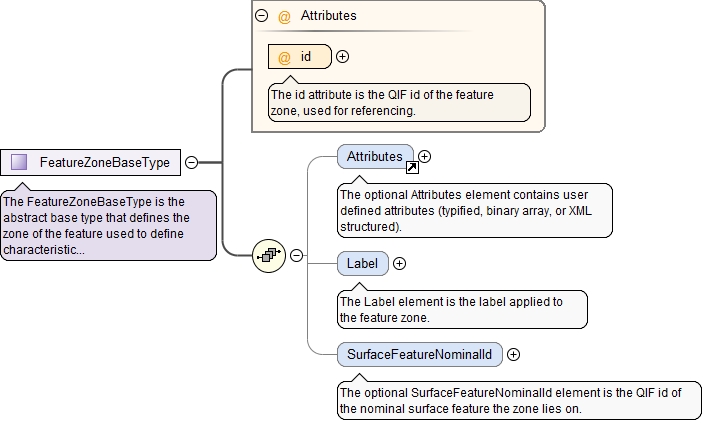 @ Attributes
@ id
The id attribute is the QIF id of the feature
zone, used for referencing.
FeatureZoneBaseType
The FeatureZoneBaseType is the
abstract base type that defines the
zone of the feature used to define
characteristic...
Attributes
The optional Attributes element contains user
defined attributes (typified, binary array, or XML
structured).
Label
The Label element is the label applied to
the feature zone.
SurfaceFeatureNominalId
The optional SurfaceFeatureNominalId element is the QIF id of
the nominal surface feature the zone lies on.